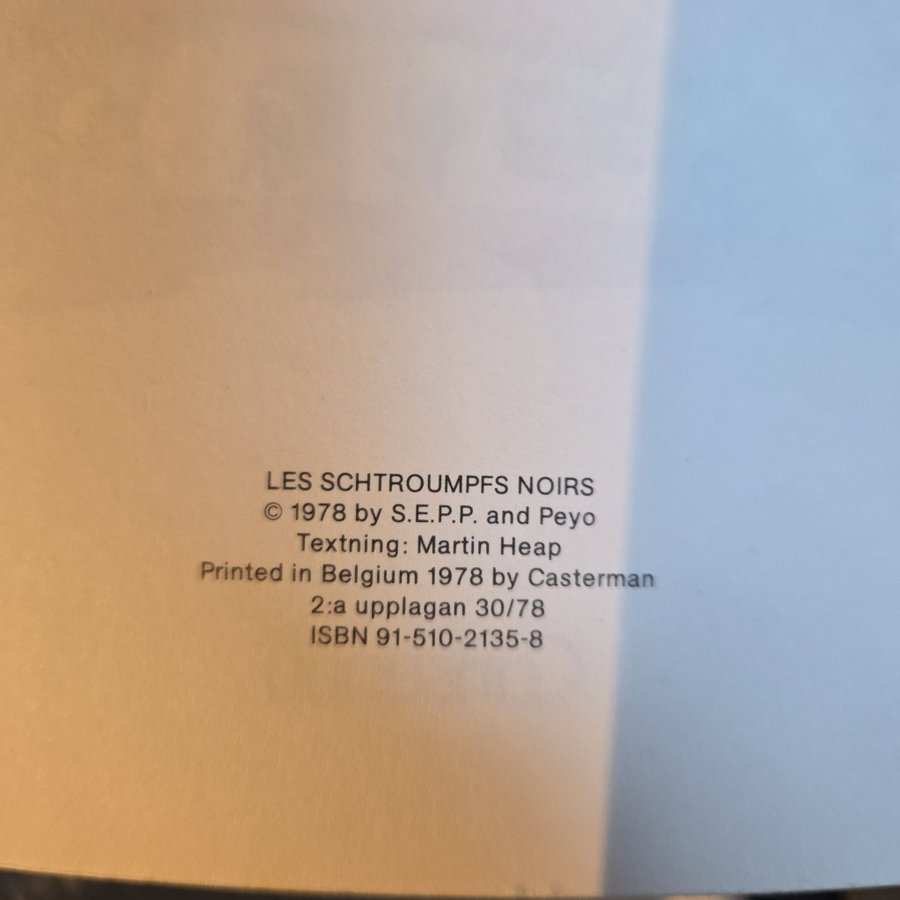 LES SCHTROUMPFS NOIRS
© 1978 by S.E.P.P. and Peyo
Textning: Martin Heap
Printed in Belgium 1978 by Casterman
2:a upplagan 30/78
ISBN 91-510-2135-8